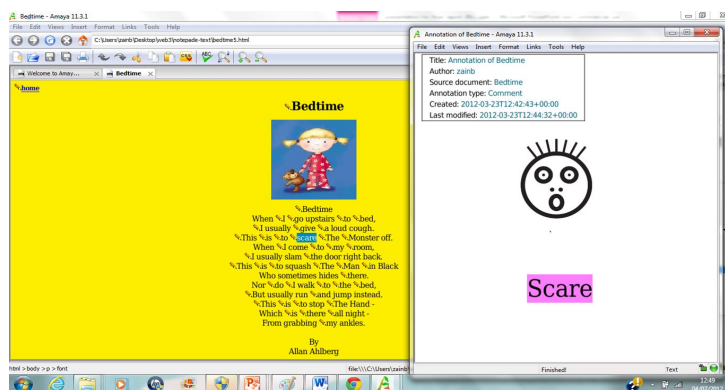 Bedtime - Amaya 11.3.1
File Edit Views Insert Format Links Tools Help
C:\Users\zainb\Desktop\web3\notepade-text\bedtime5.html
Welcome to Amay...
Bedtime
home
Bedtime
Bedtime
When I go upstairs to bed,
I usually give a loud cough.
This is to scare The Monster off.
When I come to my room,
I usually slam the door right back.
This is to squash The Man in Black
Who sometimes hides there.
Nor do I walk to the bed,
But usually run and jump instead.
This is to stop The Hand -
Which is there all night -
From grabbing my ankles.
By
Allan Ahlberg
html > body > p > font
file:\\\C:\Users\zainb\
Annotation of Bedtime - Amaya 11.3.1
File Edit Views Insert Format Links Tools Help
Title: Annotation of Bedtime
Author: zainb
Source document: Bedtime
Annotation type: Comment
Created: 2012-03-23T12:42:43+00:00
Last modified: 2012-03-23T12:44:32+00:00
Scare
Finished!
Text
12:49